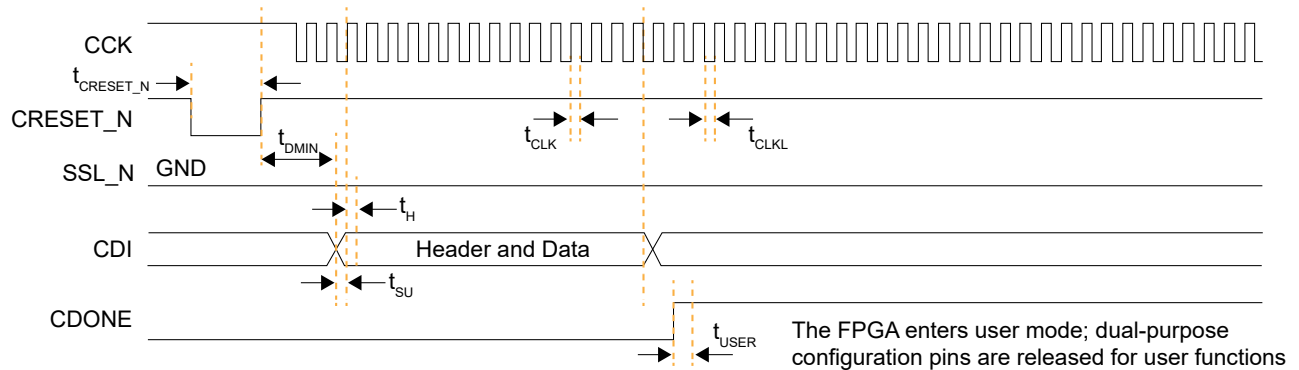 CCK
tCRESET_N
CRESET_N
tDMIN
tCLK
tCLKL
SSL_N
GND
tH
CDI
Header and Data
tSU
CDONE
tUSER
The FPGA enters user mode; dual-purpose
configuration pins are released for user functions